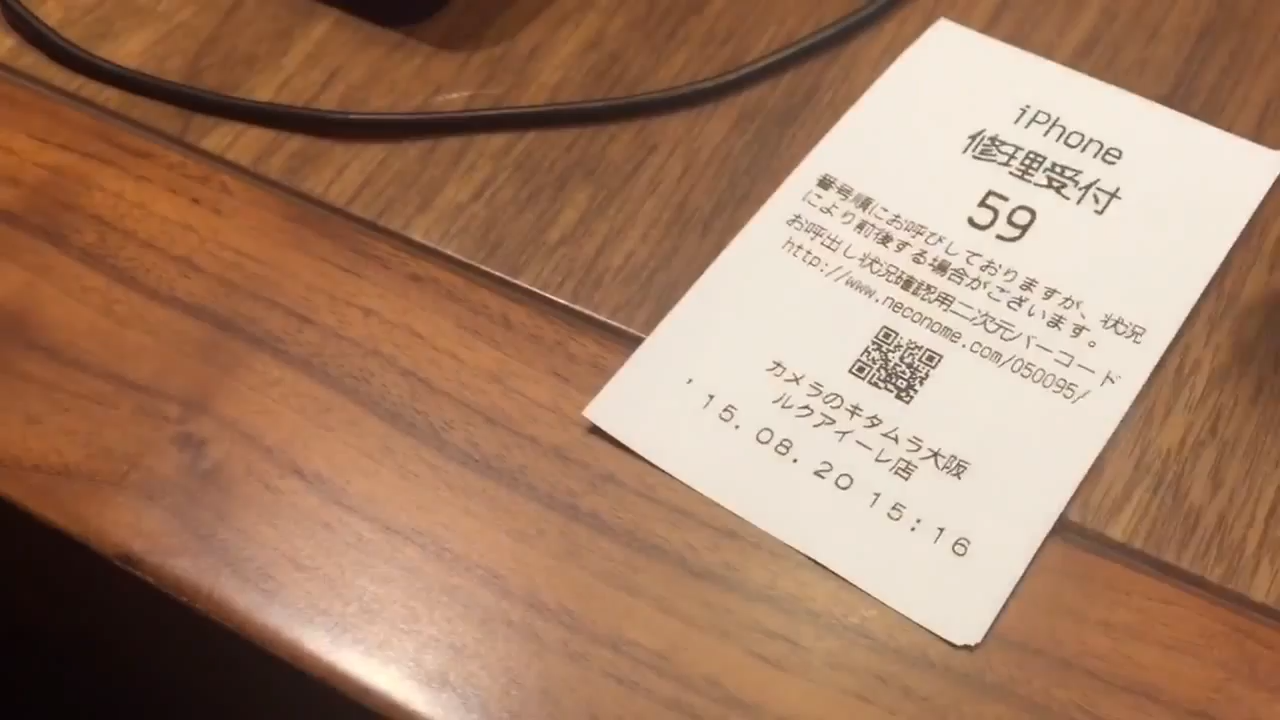 iPhone
修理受付
59
番号順にお呼びしておりますが、状況
により前後する場合がございます。
お呼出し状況確認用二次元バーコード
http://www.neconome.com/050095/
カメラのキタムラ大阪
ルクアイーレ店
'15.08.20 15:16